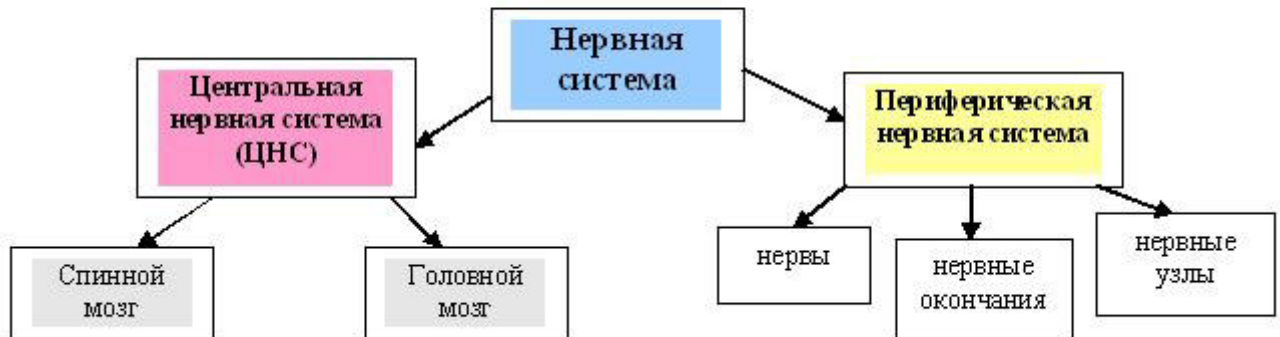 Нервная
система
Центральная
нервная система
(ЦНС)
Периферическая
нервная система
Спинной
мозг
Головной
мозг
нервы
нервные
окончания
нервные
узлы